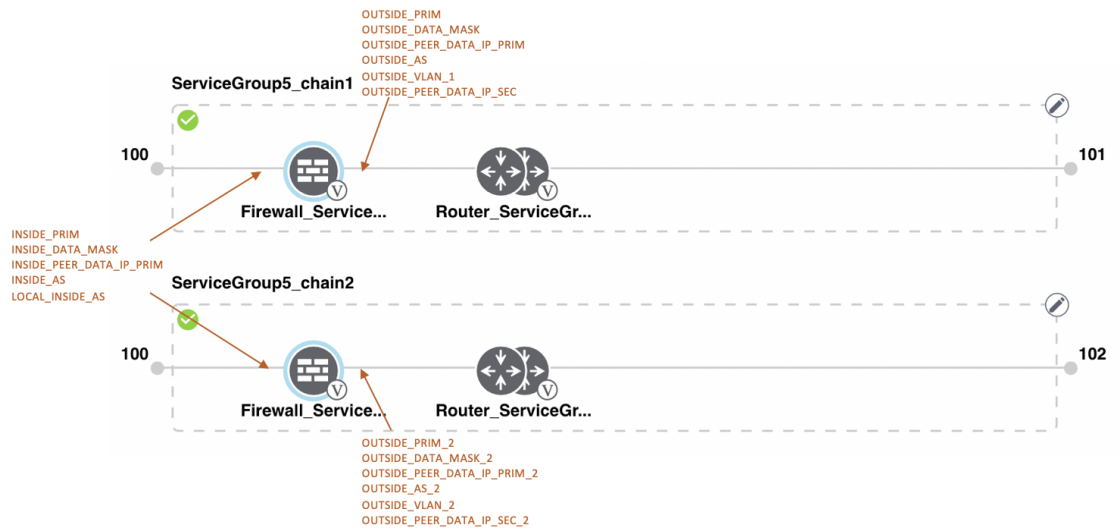 OUTSIDE_PRIM
OUTSIDE_DATA_MASK
OUTSIDE_PEER_DATA_IP_PRIM
OUTSIDE_AS
OUTSIDE_VLAN_1
OUTSIDE_PEER_DATA_IP_SEC
ServiceGroup5_chain1
100
101
V
V
Firewall_Service...
Router_ServiceGr...
INSIDE_PRIM
INSIDE_DATA_MASK
INSIDE_PEER_DATA_IP_PRIM
INSIDE_AS
LOCAL_INSIDE_AS
ServiceGroup5_chain2
100
102
V
V
Firewall_Service...
Router_ServiceGr...
OUTSIDE_PRIM_2
OUTSIDE_DATA_MASK_2
OUTSIDE_PEER_DATA_IP_PRIM_2
OUTSIDE_AS_2
OUTSIDE_VLAN_2
OUTSIDE_PEER_DATA_IP_SEC_2